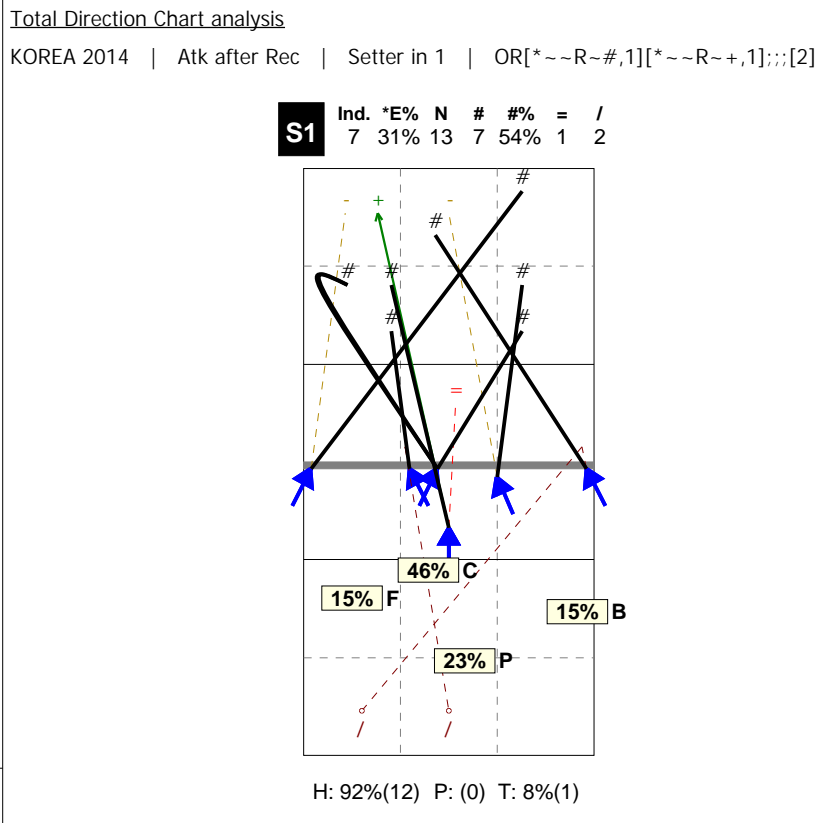 Total Direction Chart analysis
KOREA 2014 | Atk after Rec | Setter in 1 | OR[*~~R~#,1][*~~R~+,1];;;[2]
S1
Ind. *E% N # #% = /
7 31% 13 7 54% 1 2
#
- + -
#
# # #
# #
=
46% C
15% F
15% B
23% P
/ /
H: 92%(12) P: (0) T: 8%(1)